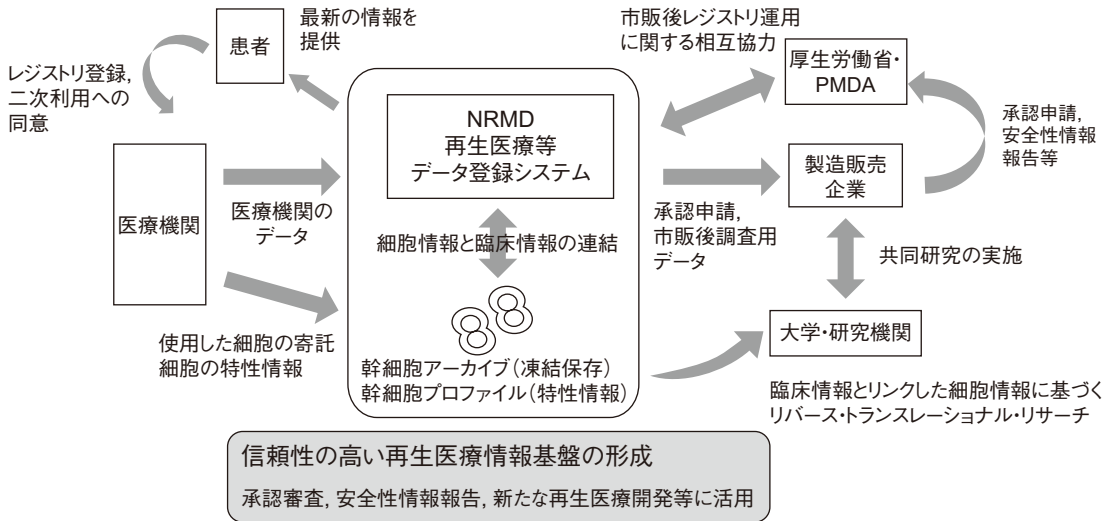 最新の情報を
提供
患者
レジストリ登録,
二次利用への
同意
市販後レジストリ運用
に関する相互協力
厚生労働省・
PMDA
承認申請,
安全性情報
報告等
NRMD
再生医療等
データ登録システム
製造販売
企業
医療機関
医療機関の
データ
細胞情報と臨床情報の連結
承認申請,
市販後調査用
データ
共同研究の実施
使用した細胞の寄託
細胞の特性情報
大学・研究機関
幹細胞アーカイブ(凍結保存)
幹細胞プロファイル(特性情報)
臨床情報とリンクした細胞情報に基づく
リバース・トランスレーショナル・リサーチ
信頼性の高い再生医療情報基盤の形成
承認審査, 安全性情報報告, 新たな再生医療開発等に活用